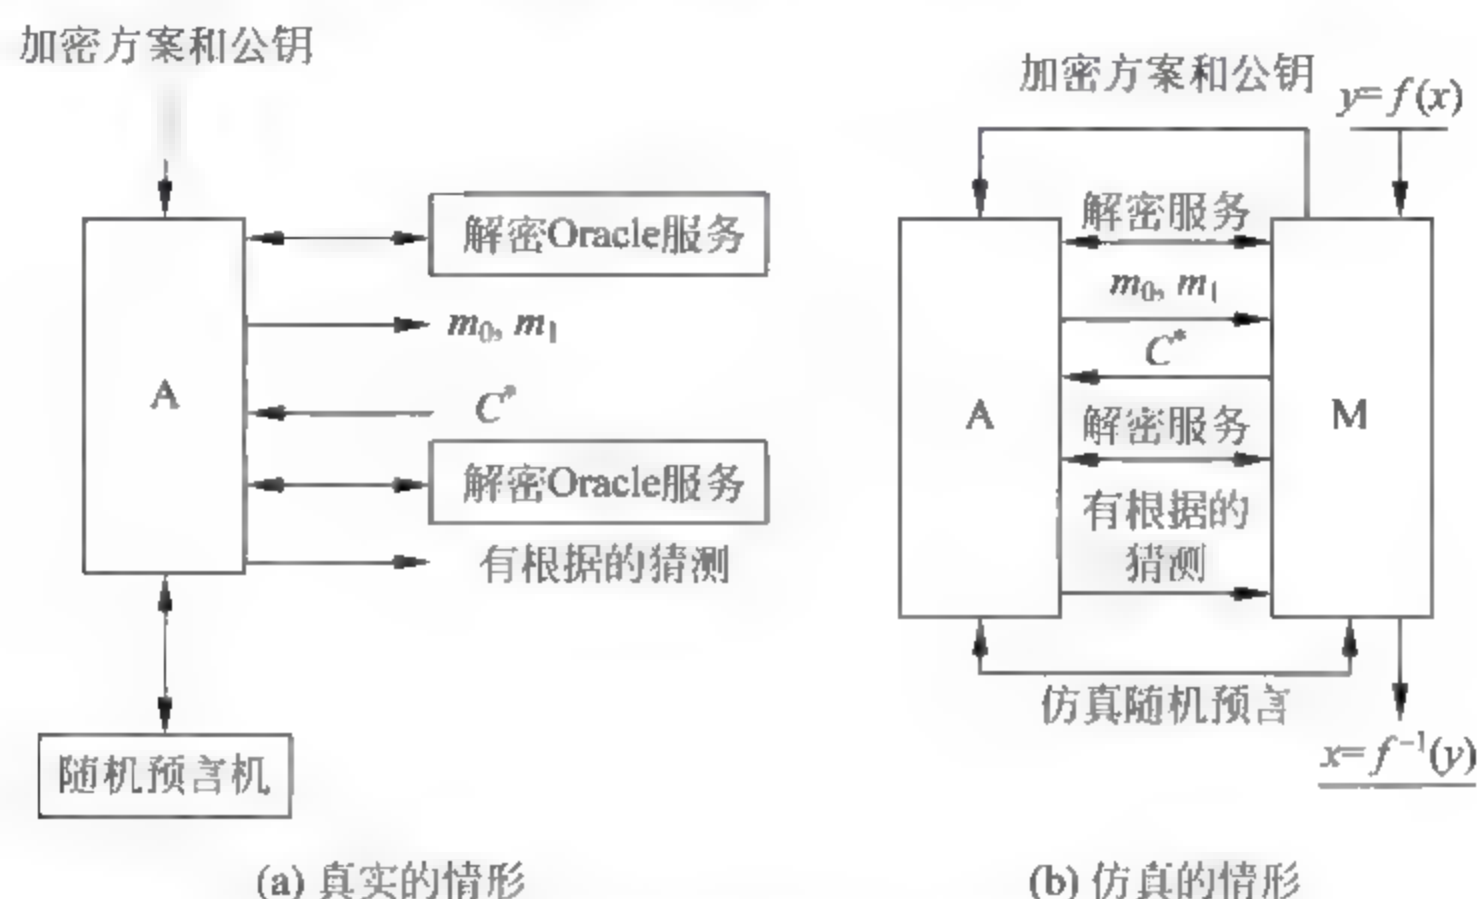 加密方案和公钥
解密Oracle服务
m₀, m₁
A
C*
解密Oracle服务
有根据的猜测
随机预言机
(a) 真实的情形
加密方案和公钥
y=f(x)
解密服务
m₀, m₁
C*
A
M
解密服务
有根据的
猜测
仿真随机预言
x=f⁻¹(y)
(b) 仿真的情形